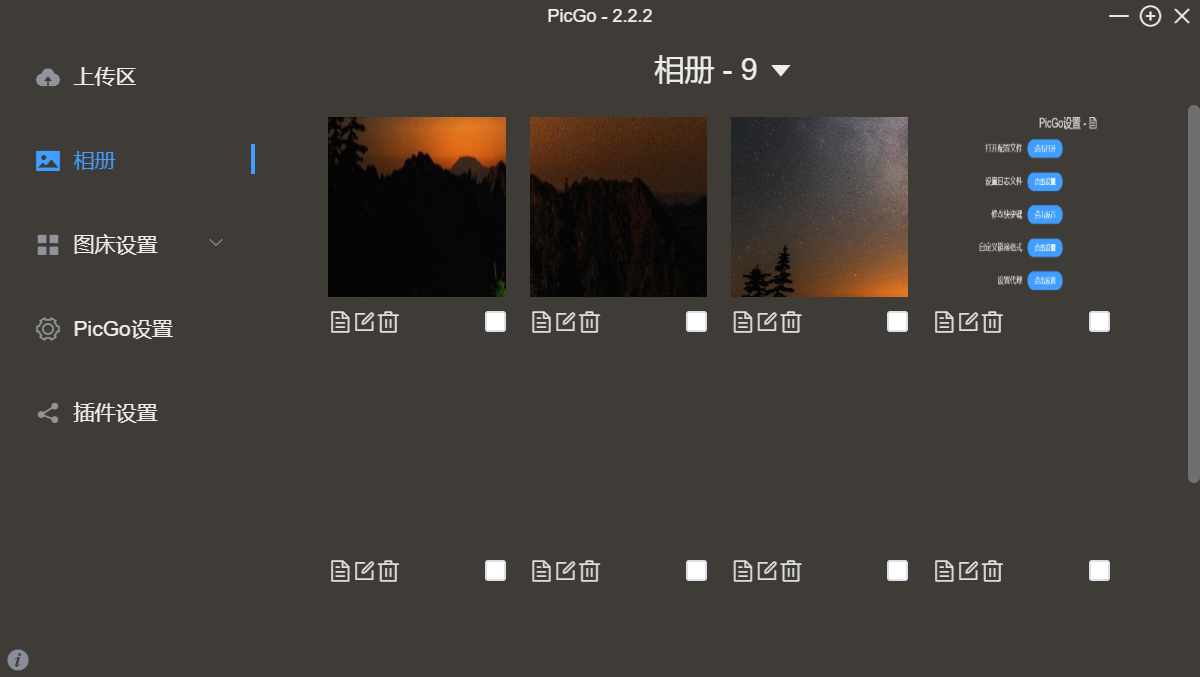 PicGo - 2.2.2
上传区
相册
图床设置
PicGo设置
插件设置
相册 - 9
PicGo设置 -
打开配置文件 点击打开
设置日志文件 点击设置
修改快捷键 点击设置
自定义链接格式 点击设置
设置代理 点击设置